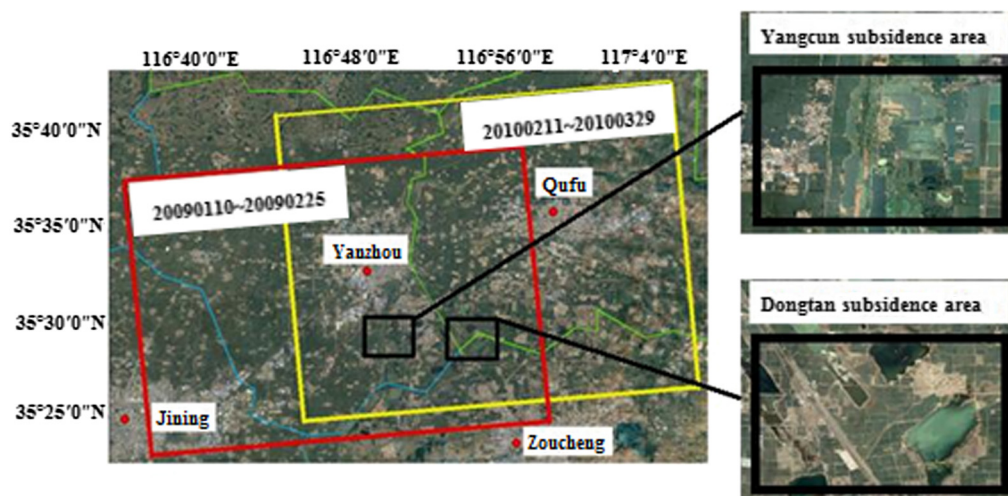 Yangcun subsidence area
116°40′0″E 116°48′0″E 116°56′0″E 117°4′0″E
35°40′0″N
20100211~20100329
Qufu
20090110~20090225
35°35′0″N
Yanzhou
35°30′0″N
Dongtan subsidence area
35°25′0″N
Jining
Zoucheng